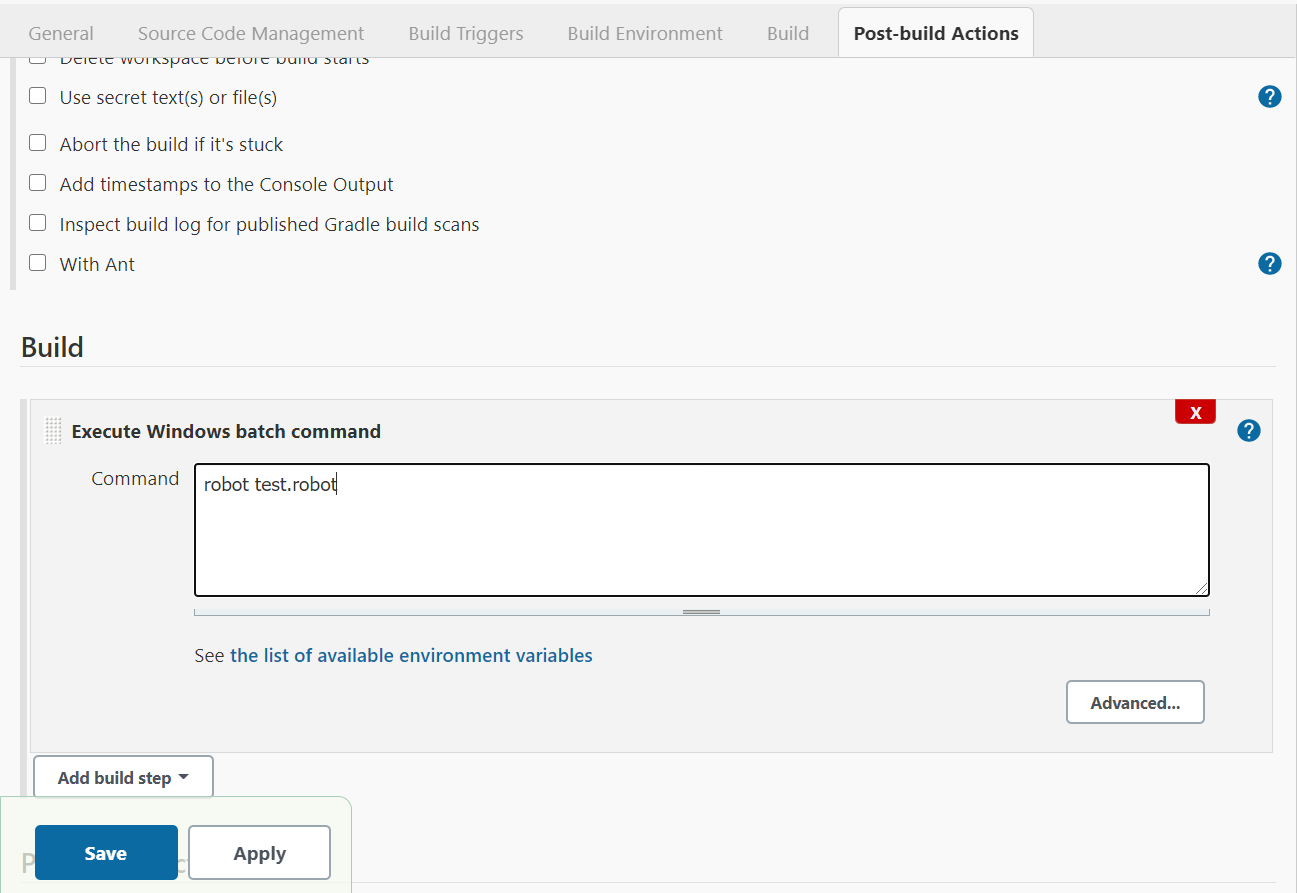 General Source Code Management Build Triggers Build Environment Build Post-build Actions
Delete workspace before build starts
Use secret text(s) or file(s) ?
Abort the build if it's stuck
Add timestamps to the Console Output
Inspect build log for published Gradle build scans
With Ant ?
Build
X
Execute Windows batch command ?
Command robot test.robot
See the list of available environment variables
Advanced...
Add build step
Save Apply